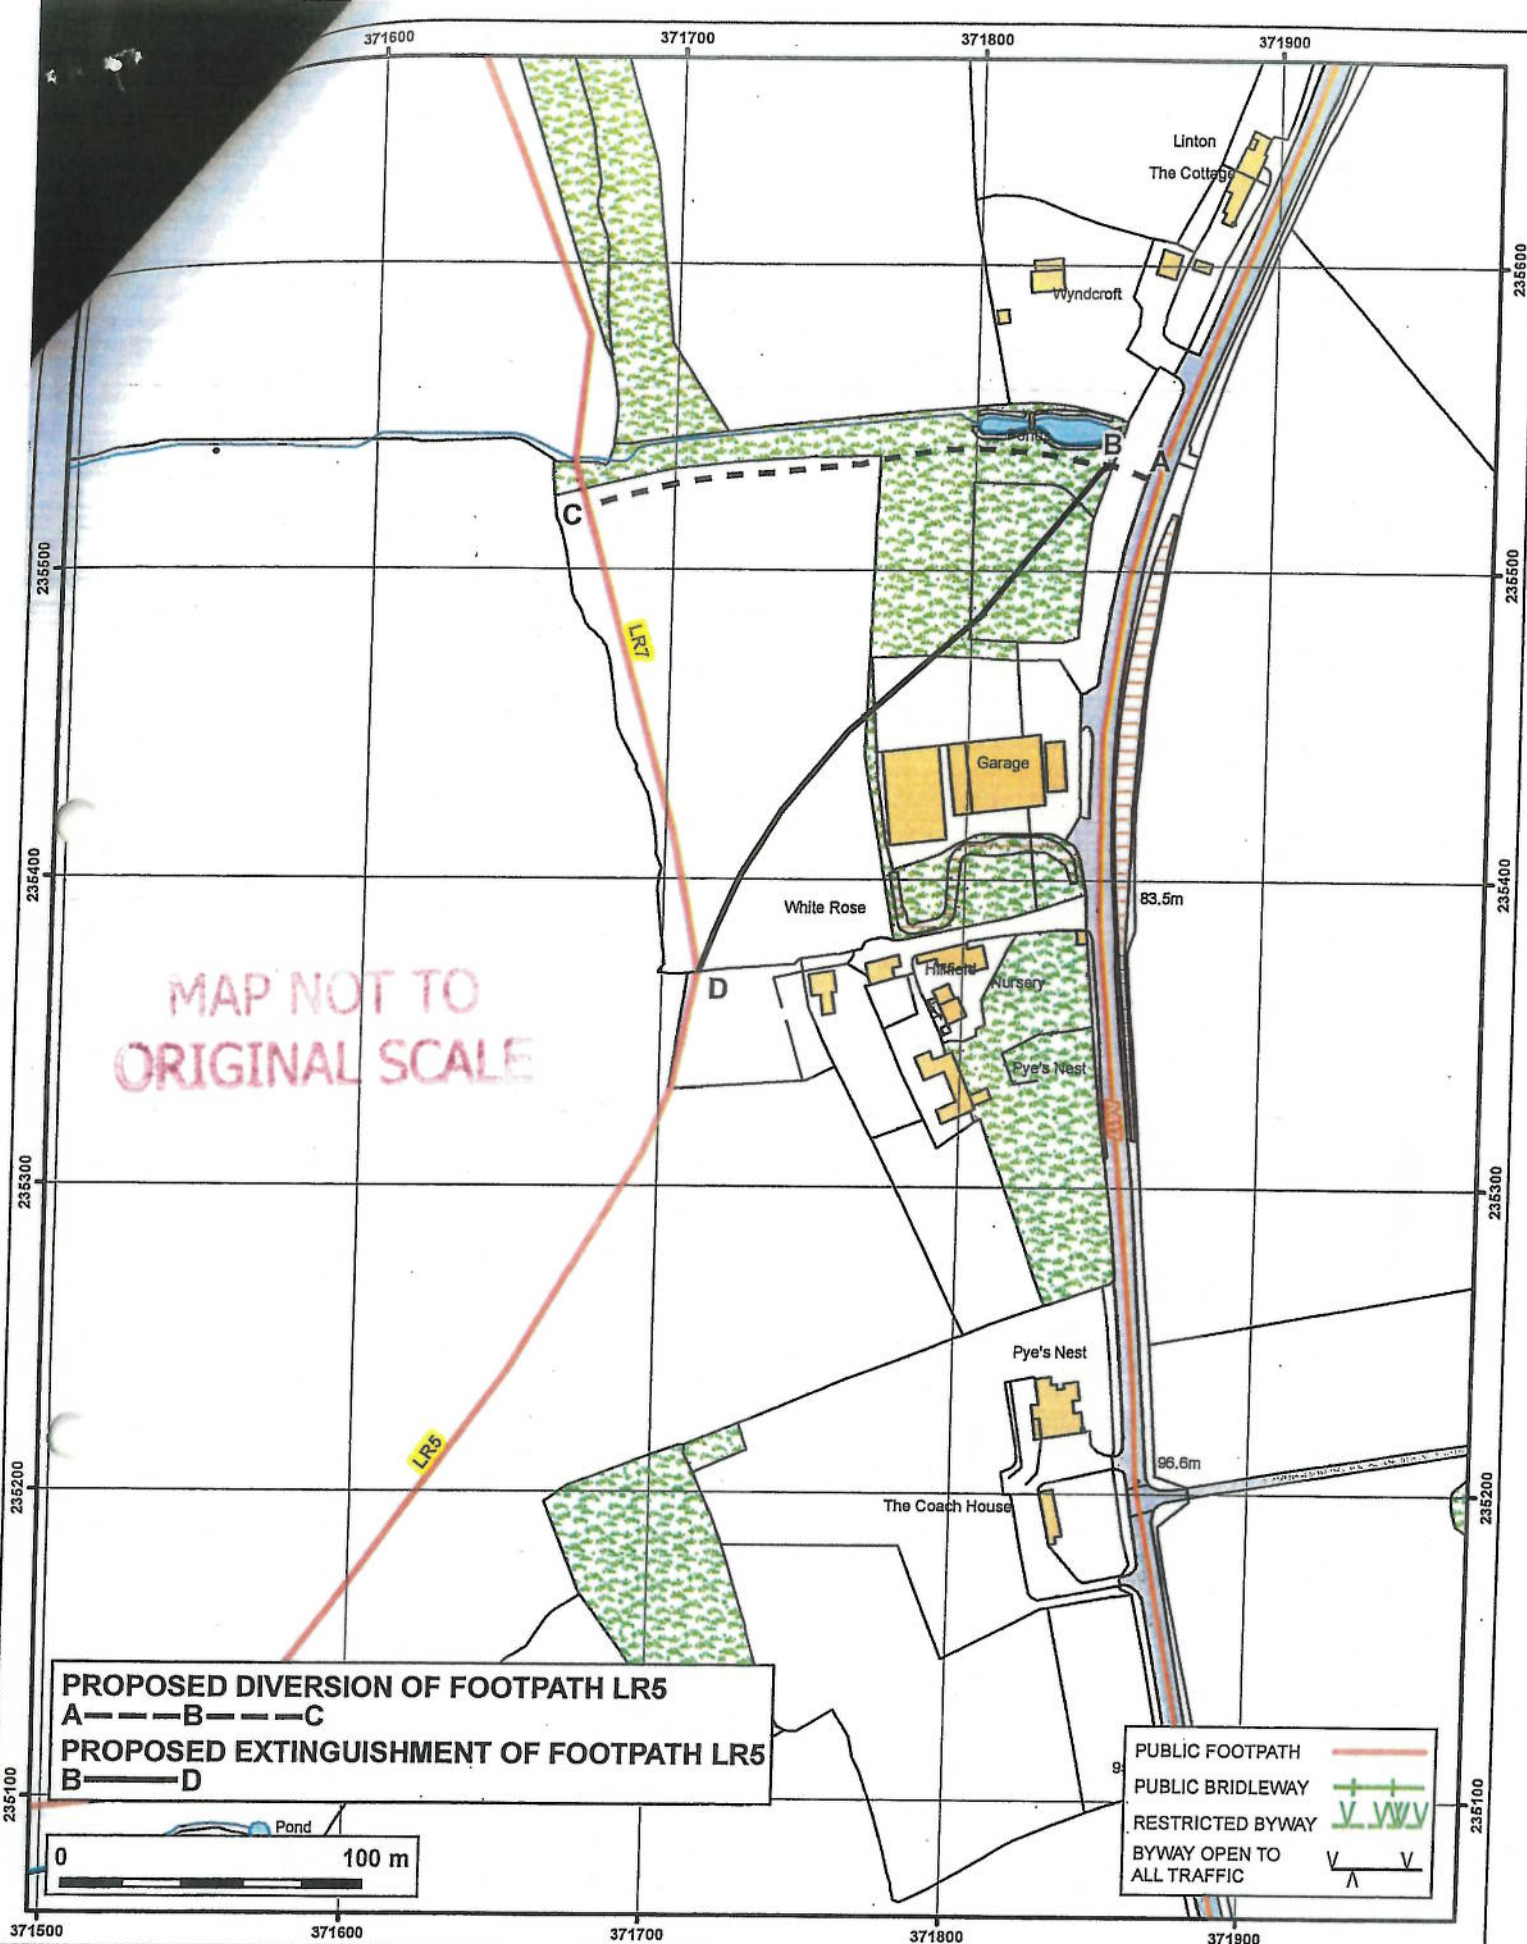 371600
371700
371800
371900
Linton
The Cottage
235600
Wyndcroft
B
A
C
235500
235500
LR7
Garage
235400
235400
83.5m
White Rose
Hillfield
Nursery
MAP NOT TO
ORIGINAL SCALE
D
Pye's Nest
235300
235300
Pye's Nest
LR5
96.6m
235200
235200
The Coach House
PROPOSED DIVERSION OF FOOTPATH LR5
A B C
PROPOSED EXTINGUISHMENT OF FOOTPATH LR5
B D
PUBLIC FOOTPATH
PUBLIC BRIDLEWAY
RESTRICTED BYWAY
BYWAY OPEN TO
ALL TRAFFIC
235100
235100
Pond
0 100 m
371500
371600
371700
371800
371900